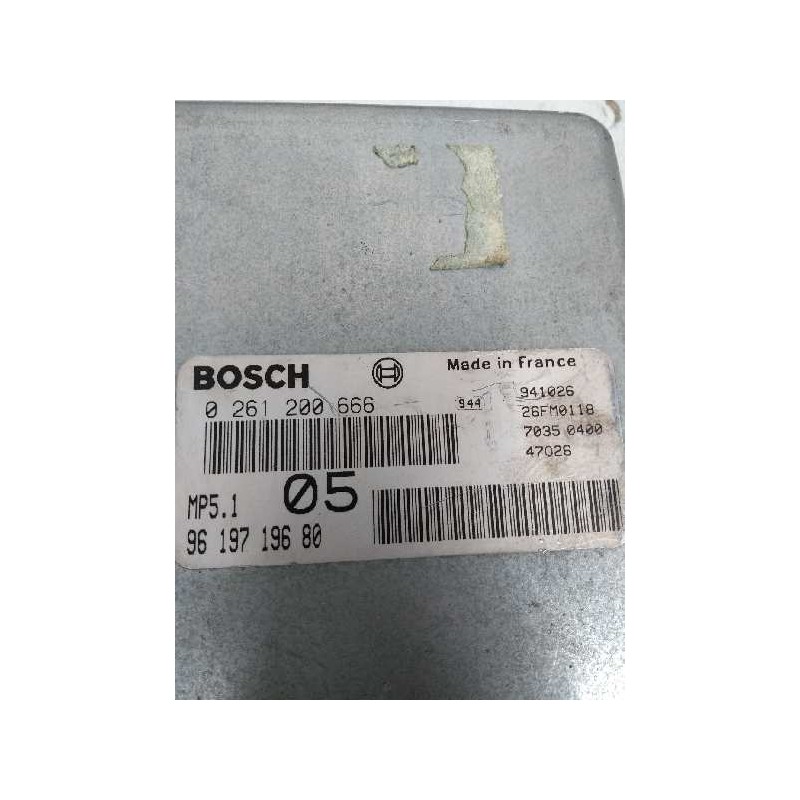 BOSCH Made in France
0 261 200 666 944 941026
26FM0118
7035 0400
47026
MP5.1 05
96 197 196 80